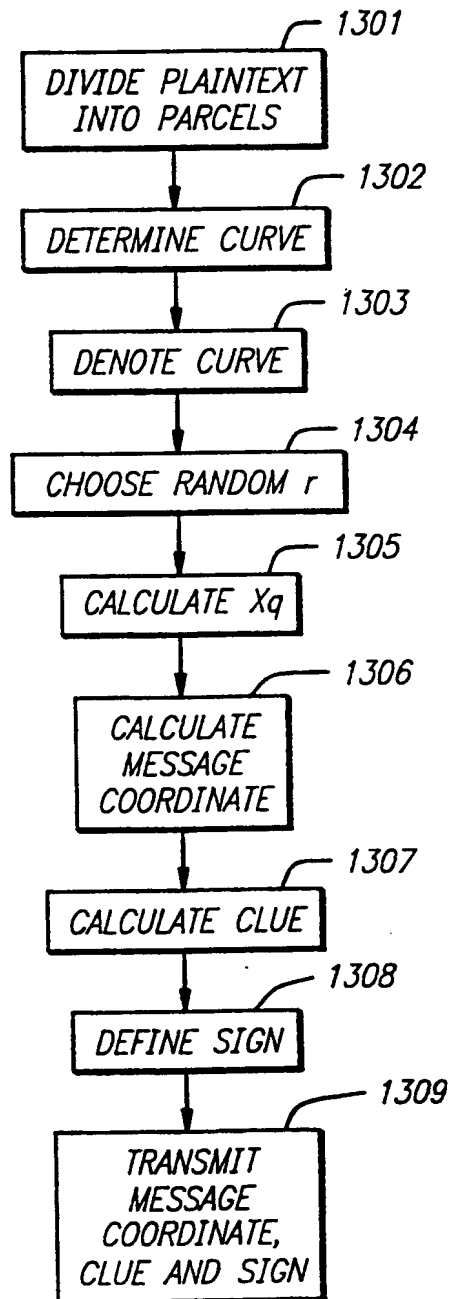 1301
DIVIDE PLAINTEXT
INTO PARCELS
1302
DETERMINE CURVE
1303
DENOTE CURVE
1304
CHOOSE RANDOM r
1305
CALCULATE Xq
1306
CALCULATE
MESSAGE
COORDINATE
1307
CALCULATE CLUE
1308
DEFINE SIGN
1309
TRANSMIT
MESSAGE
COORDINATE,
CLUE AND SIGN